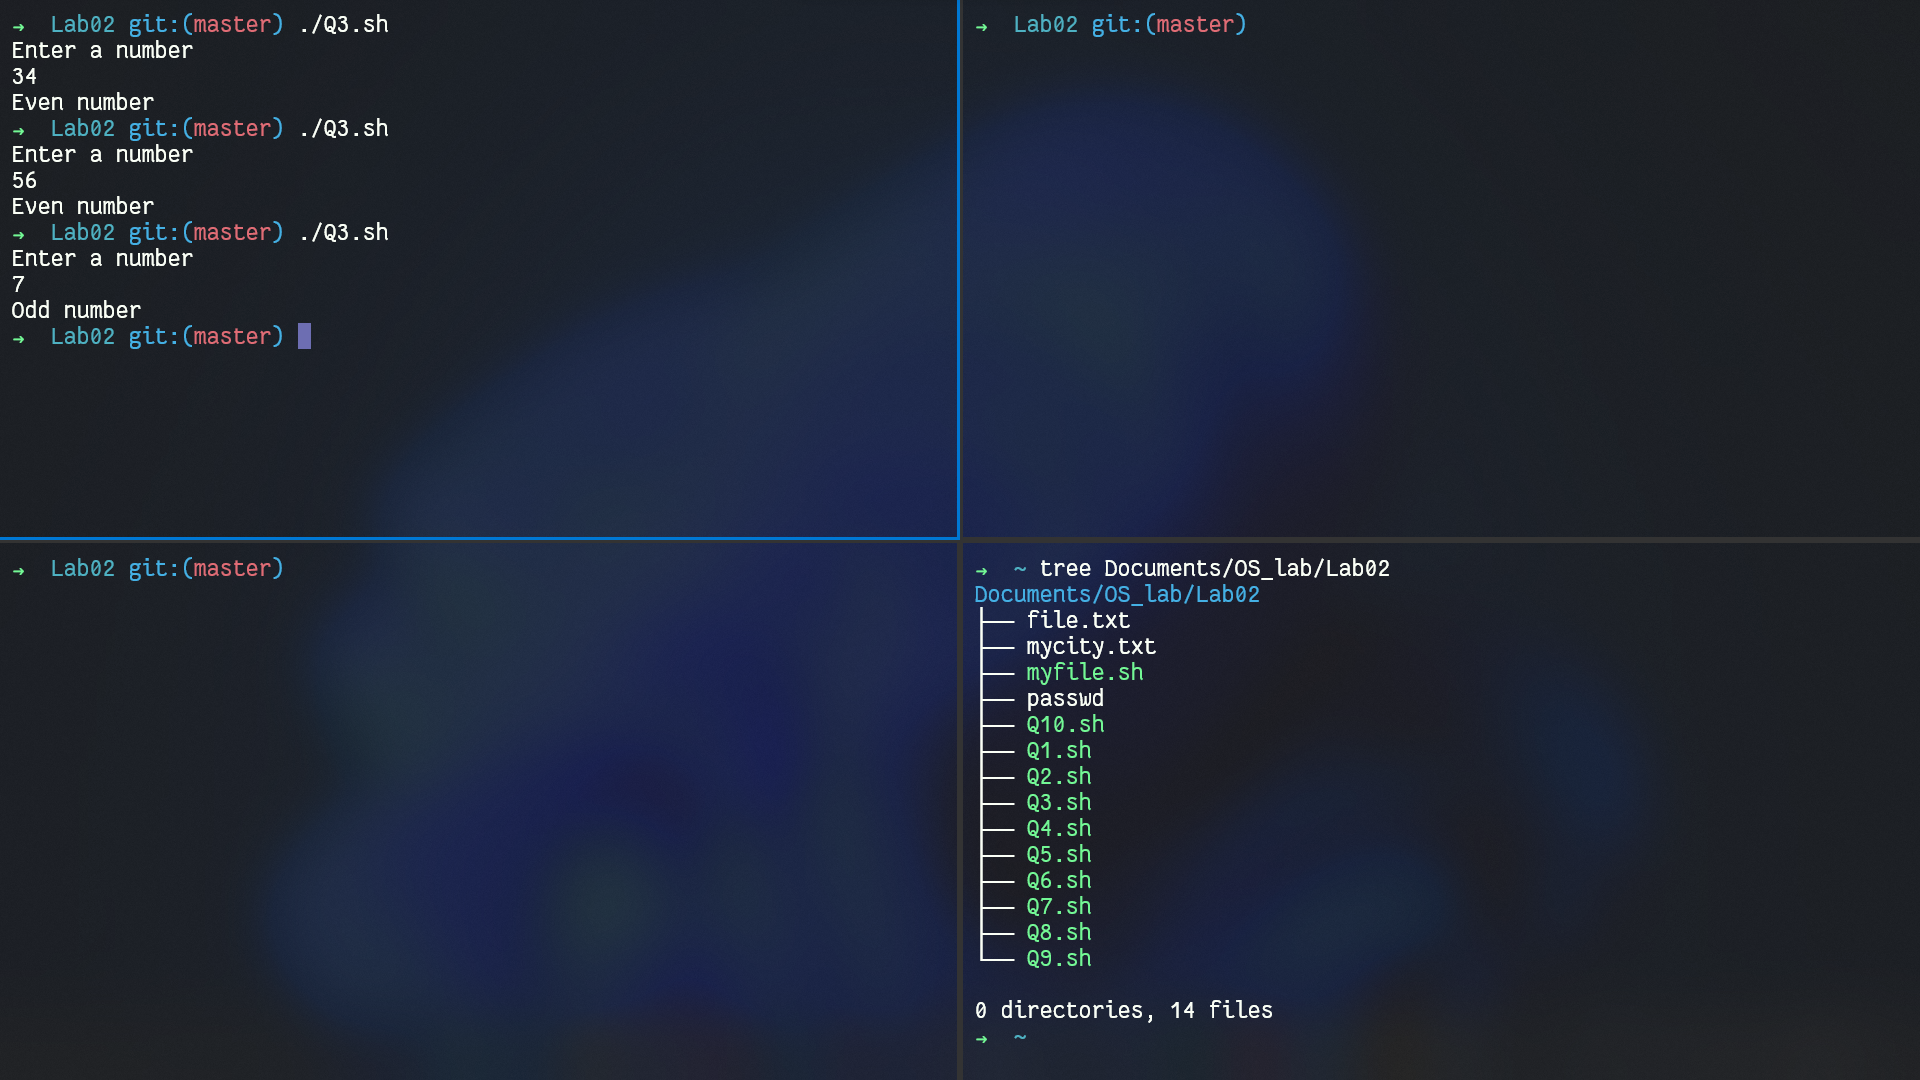 →  Lab02 git:(master) ./Q3.sh
Enter a number
34
Even number
→  Lab02 git:(master) ./Q3.sh
Enter a number
56
Even number
→  Lab02 git:(master) ./Q3.sh
Enter a number
7
Odd number
→  Lab02 git:(master)
→  Lab02 git:(master)
→  Lab02 git:(master)
→  ~ tree Documents/OS_lab/Lab02
Documents/OS_lab/Lab02
├── file.txt
├── mycity.txt
├── myfile.sh
├── passwd
├── Q10.sh
├── Q1.sh
├── Q2.sh
├── Q3.sh
├── Q4.sh
├── Q5.sh
├── Q6.sh
├── Q7.sh
├── Q8.sh
└── Q9.sh
0 directories, 14 files
→  ~